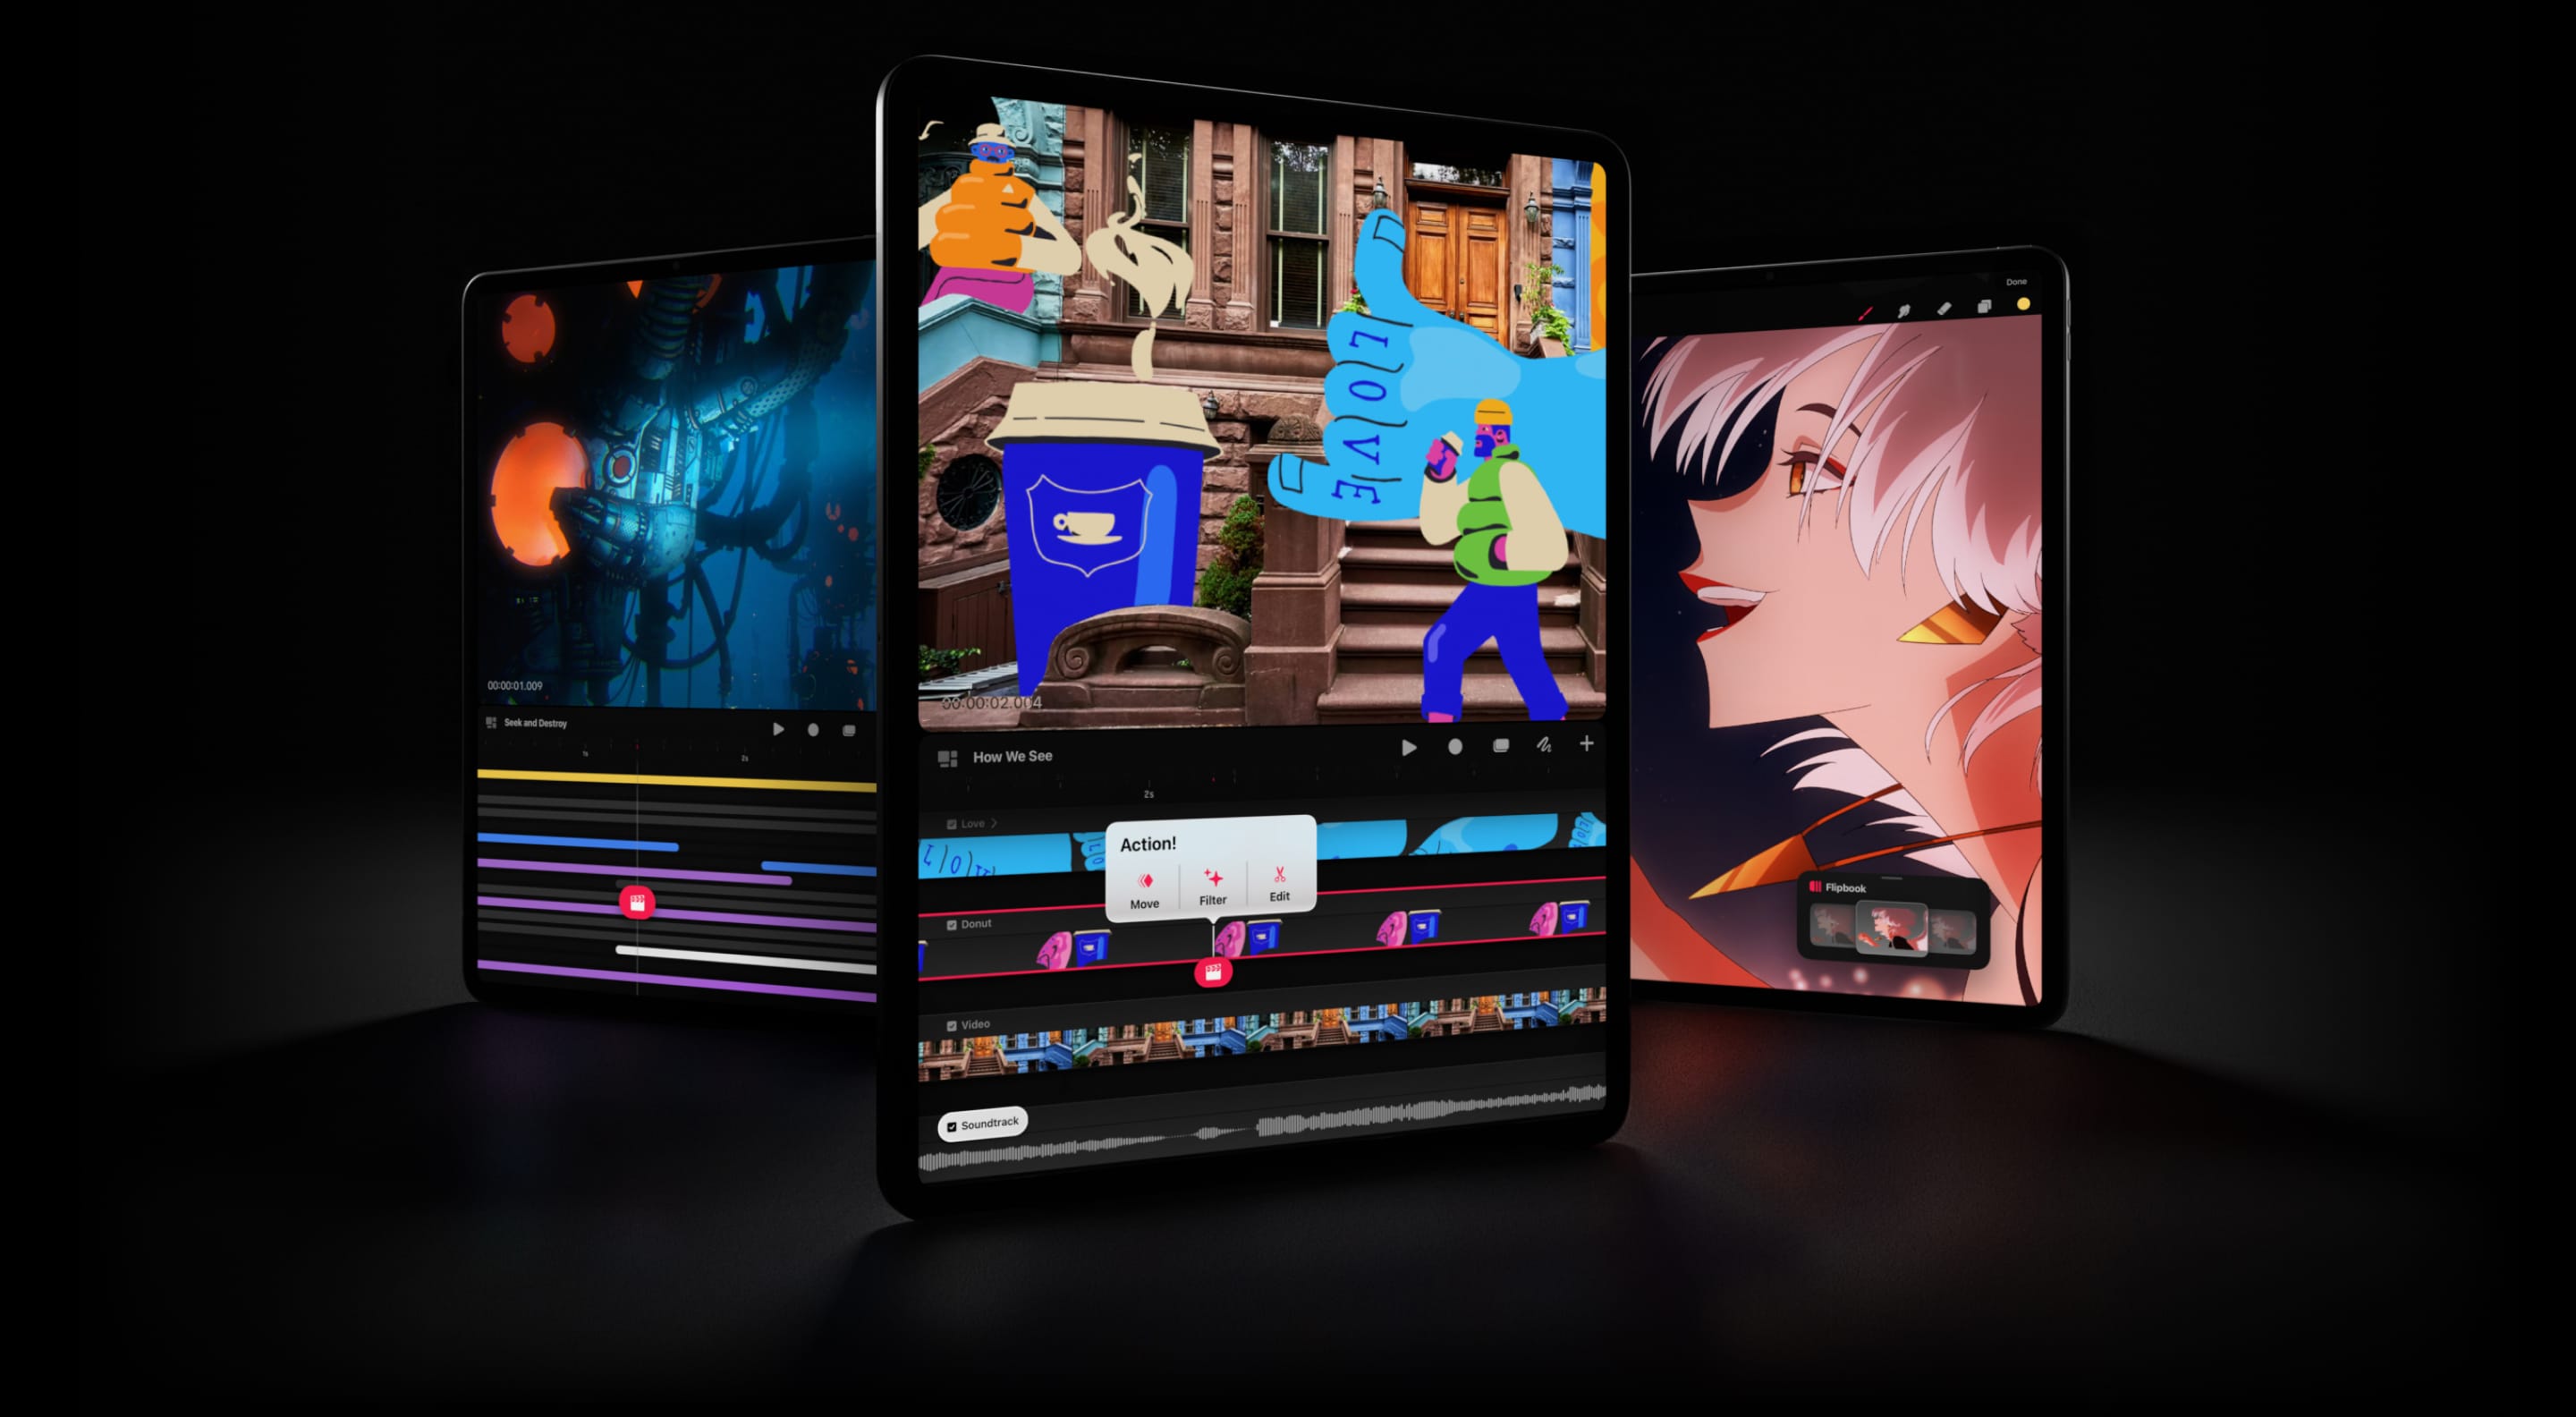 00:00:01.009
Seek and Destroy
1s
2s
L O V E
00:00:02.004
How We See
2s
Love >
L O V
Action!
Move
Filter
Edit
Donut
Video
Soundtrack
Done
Flipbook